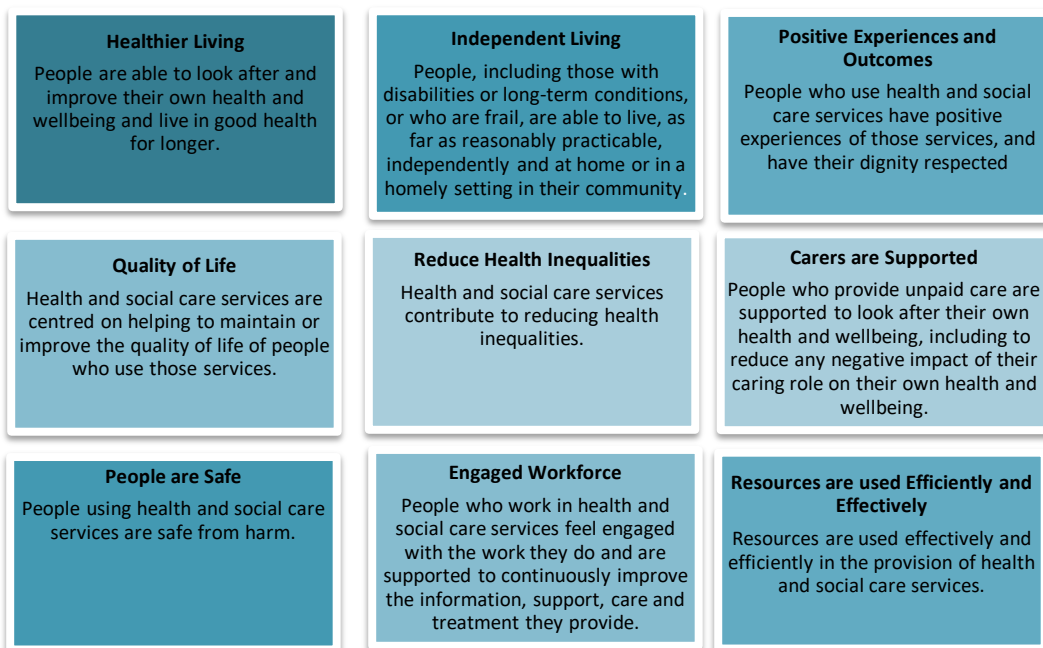 Healthier Living
People are able to look after and
improve their own health and
wellbeing and live in good health
for longer.
Independent Living
People, including those with
disabilities or long-term conditions,
or who are frail, are able to live, as
far as reasonably practicable,
independently and at home or in a
homely setting in their community.
Positive Experiences and
Outcomes
People who use health and social
care services have positive
experiences of those services, and
have their dignity respected
Quality of Life
Health and social care services are
centred on helping to maintain or
improve the quality of life of people
who use those services.
Reduce Health Inequalities
Health and social care services
contribute to reducing health
inequalities.
Carers are Supported
People who provide unpaid care are
supported to look after their own
health and wellbeing, including to
reduce any negative impact of their
caring role on their own health and
wellbeing.
People are Safe
People using health and social care
services are safe from harm.
Engaged Workforce
People who work in health and
social care services feel engaged
with the work they do and are
supported to continuously improve
the information, support, care and
treatment they provide.
Resources are used Efficiently and
Effectively
Resources are used effectively and
efficiently in the provision of health
and social care services.